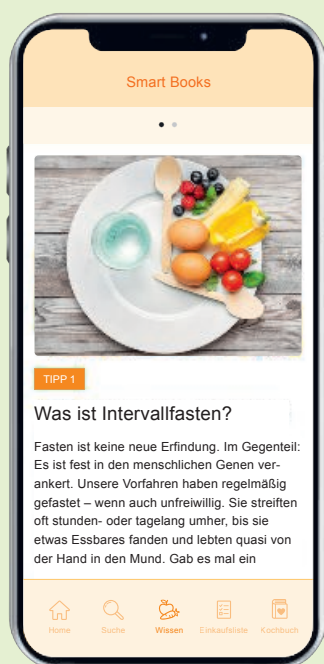 Smart Books
TIPP 1
Was ist Intervallfasten?
Fasten ist keine neue Erfindung. Im Gegenteil:
Es ist fest in den menschlichen Genen ver-
ankert. Unsere Vorfahren haben regelmäßig
gefastet – wenn auch unfreiwillig. Sie streiften
oft stunden- oder tagelang umher, bis sie
etwas Essbares fanden und lebten quasi von
der Hand in den Mund. Gab es mal ein
Home Suche Wissen Einkaufsliste Kochbuch